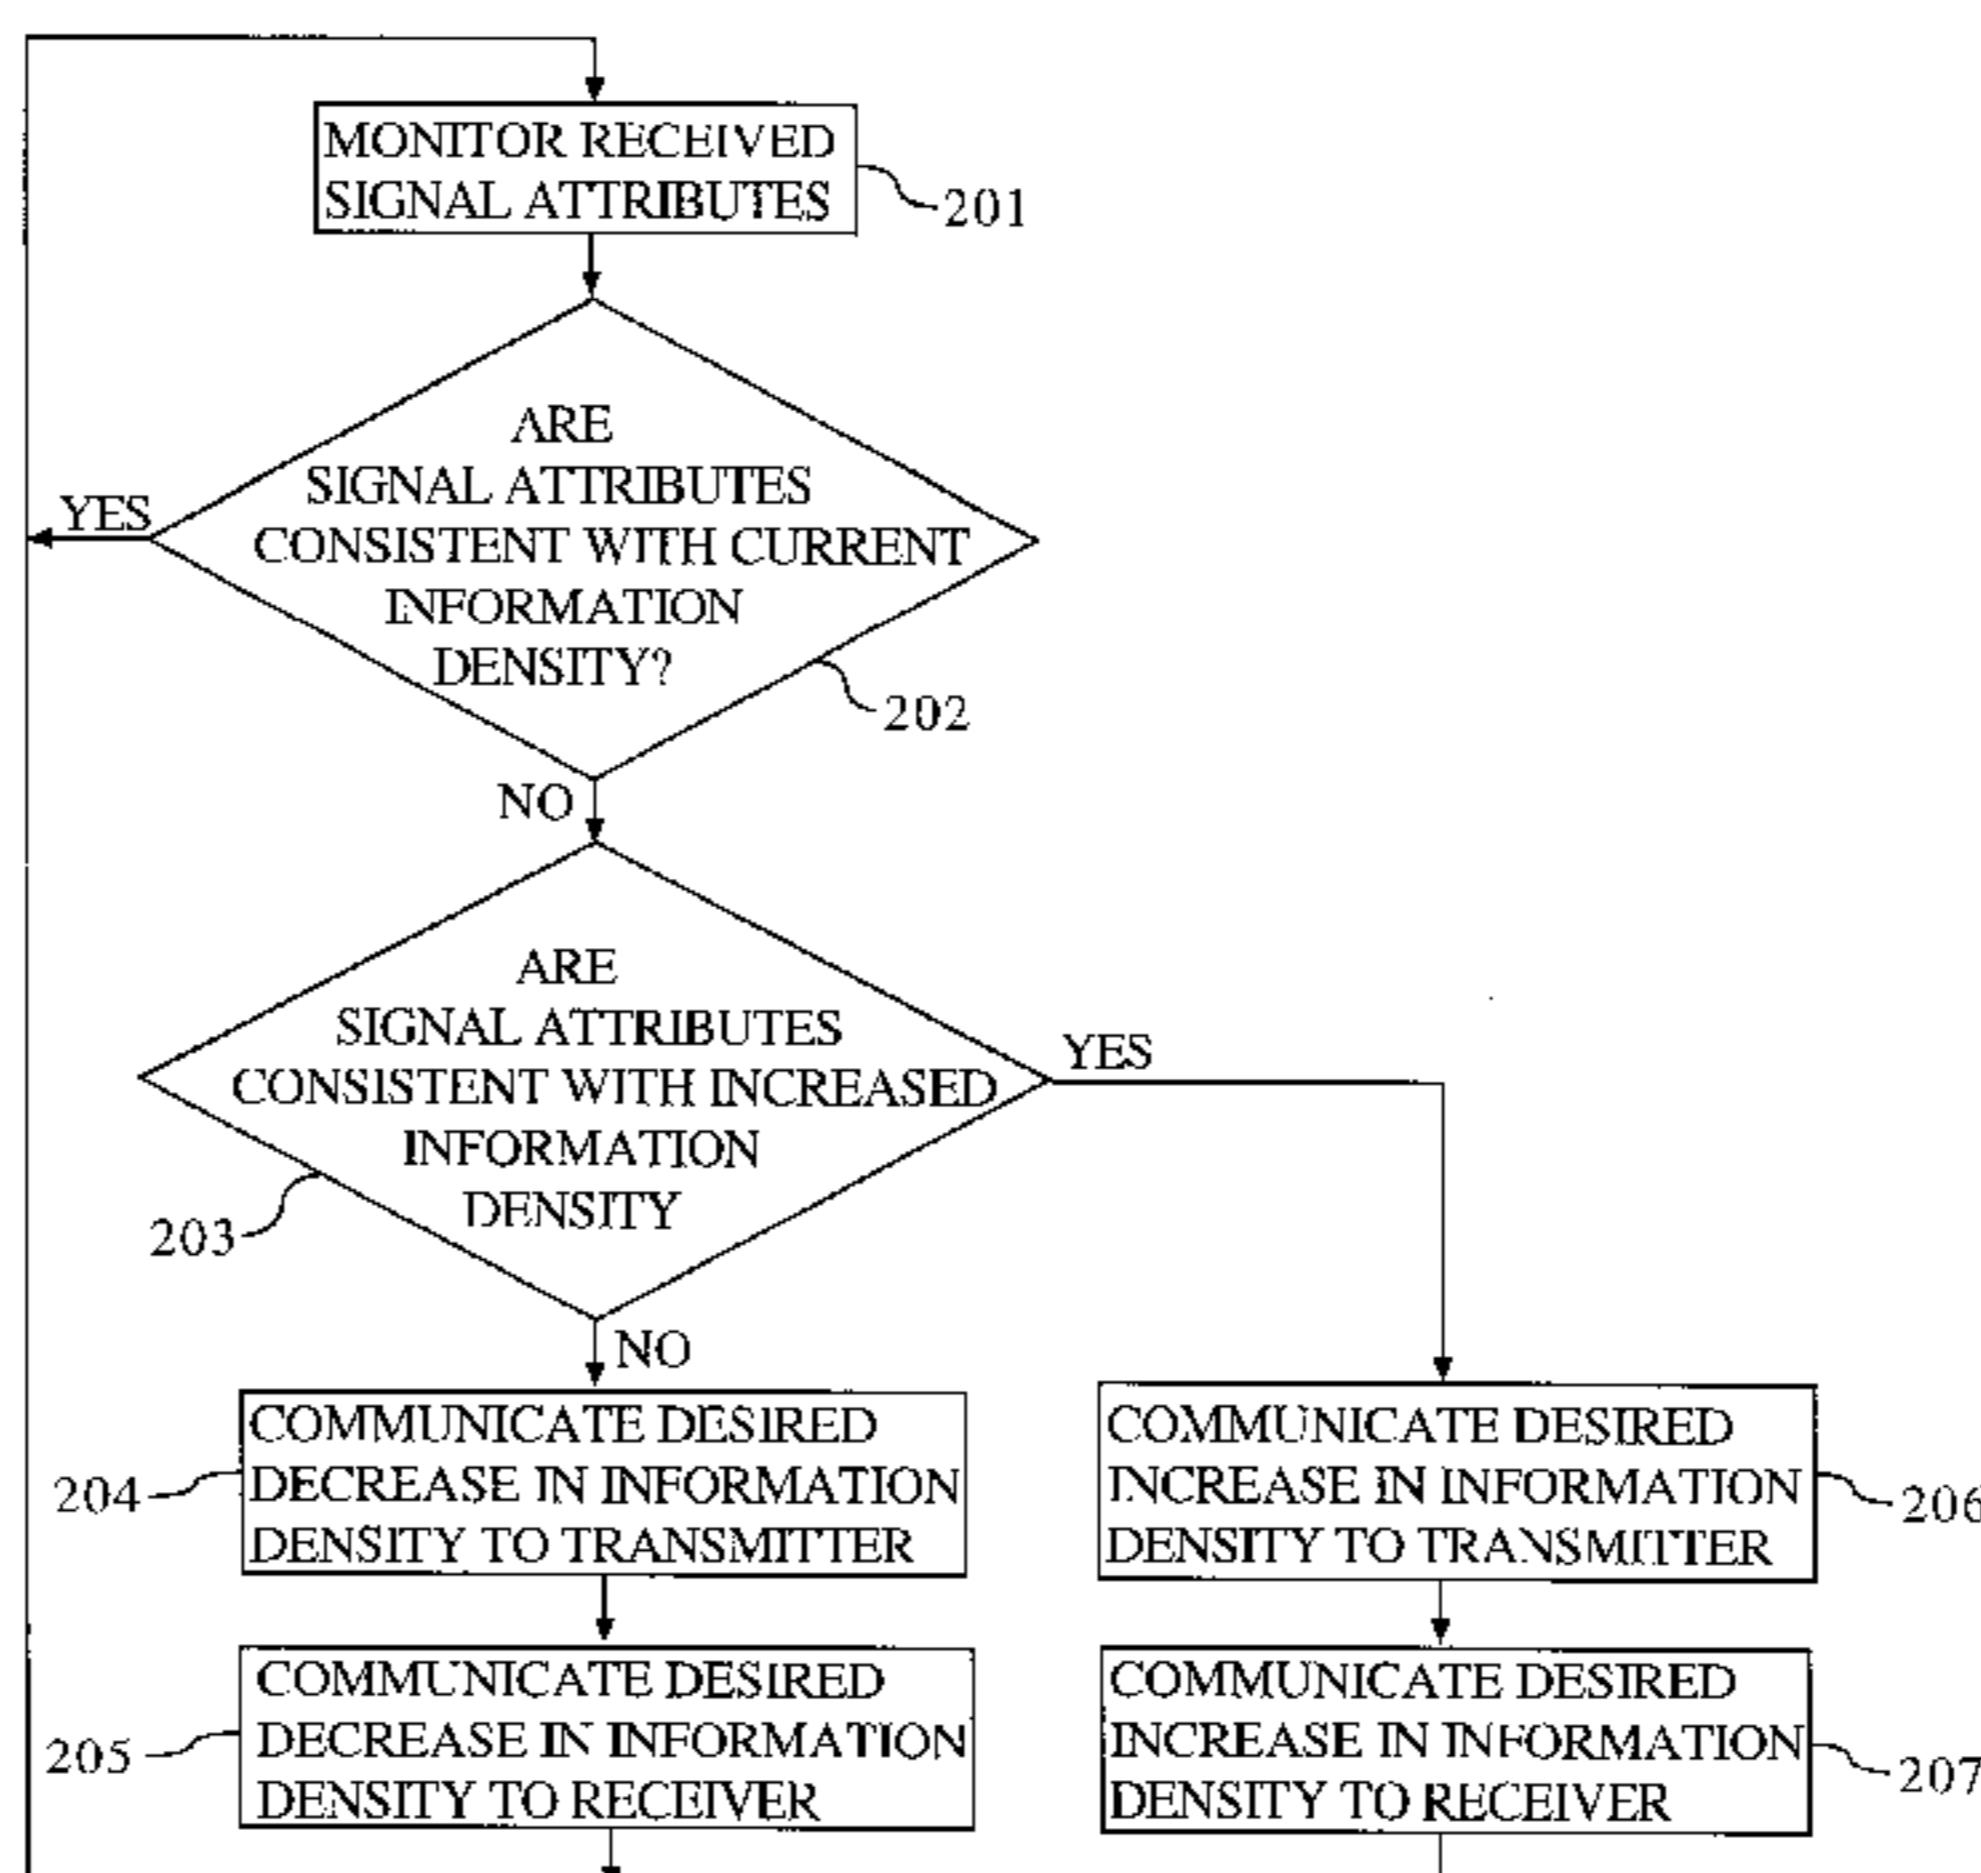 MONITOR RECEIVED
SIGNAL ATTRIBUTES
201
ARE
SIGNAL ATTRIBUTES
CONSISTENT WITH CURRENT
INFORMATION
DENSITY?
YES
202
NO
ARE
SIGNAL ATTRIBUTES
CONSISTENT WITH INCREASED
INFORMATION
DENSITY
YES
203
NO
COMMUNICATE DESIRED
DECREASE IN INFORMATION
DENSITY TO TRANSMITTER
204
COMMUNICATE DESIRED
INCREASE IN INFORMATION
DENSITY TO TRANSMITTER
206
COMMUNICATE DESIRED
DECREASE IN INFORMATION
DENSITY TO RECEIVER
205
COMMUNICATE DESIRED
INCREASE IN INFORMATION
DENSITY TO RECEIVER
207